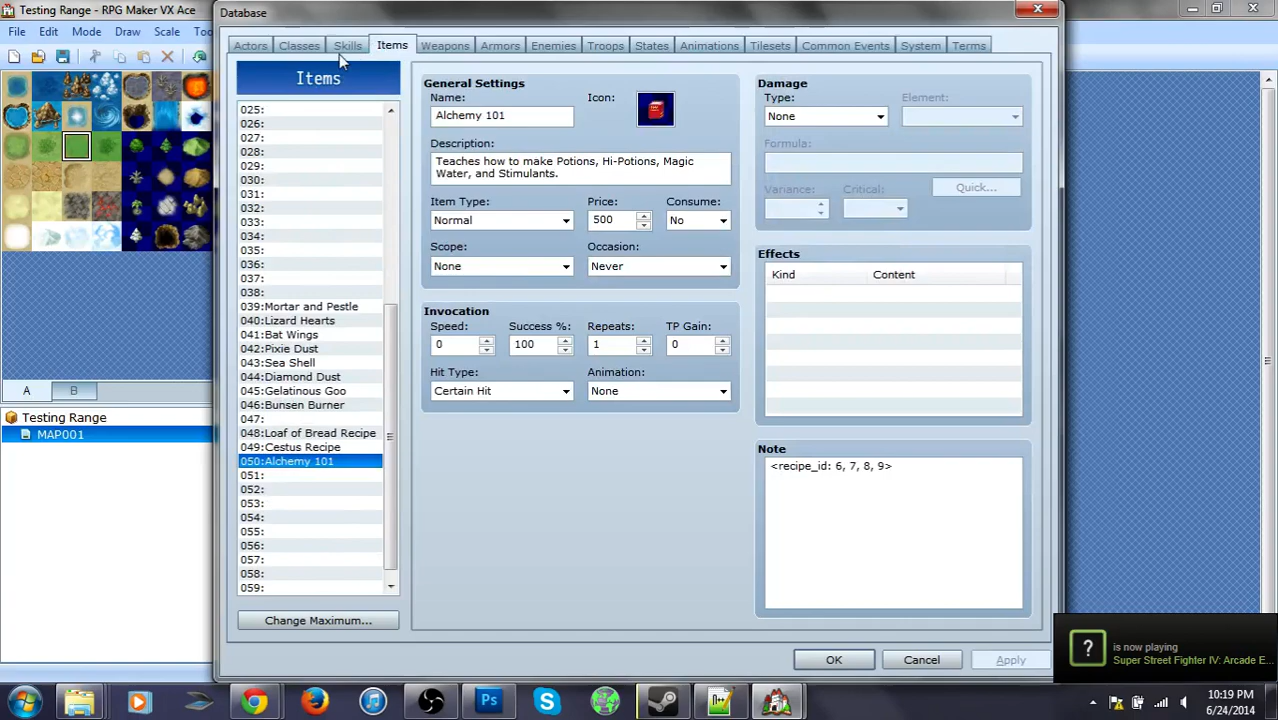 Testing Range - RPG Maker VX Ace
File Edit Mode Draw Scale Too
A B
Testing Range
MAP001
Database
Actors Classes Skills Items Weapons Armors Enemies Troops States Animations Tilesets Common Events System Terms
Items
025:
026:
027:
028:
029:
030:
031:
032:
033:
034:
035:
036:
037:
038:
039:Mortar and Pestle
040:Lizard Hearts
041:Bat Wings
042:Pixie Dust
043:Sea Shell
044:Diamond Dust
045:Gelatinous Goo
046:Bunsen Burner
047:
048:Loaf of Bread Recipe
049:Cestus Recipe
050:Alchemy 101
051:
052:
053:
054:
055:
056:
057:
058:
059:
Change Maximum...
General Settings
Name: Icon:
Alchemy 101
Description:
Teaches how to make Potions, Hi-Potions, Magic
Water, and Stimulants.
Item Type: Price: Consume:
Normal 500 No
Scope: Occasion:
None Never
Invocation
Speed: Success %: Repeats: TP Gain:
0 100 1 0
Hit Type: Animation:
Certain Hit None
Damage
Type: Element:
None
Formula:
Variance: Critical: Quick...
Effects
Kind Content
Note
<recipe_id: 6, 7, 8, 9>
OK Cancel Apply
? is now playing
Super Street Fighter IV: Arcade E...
10:19 PM
6/24/2014